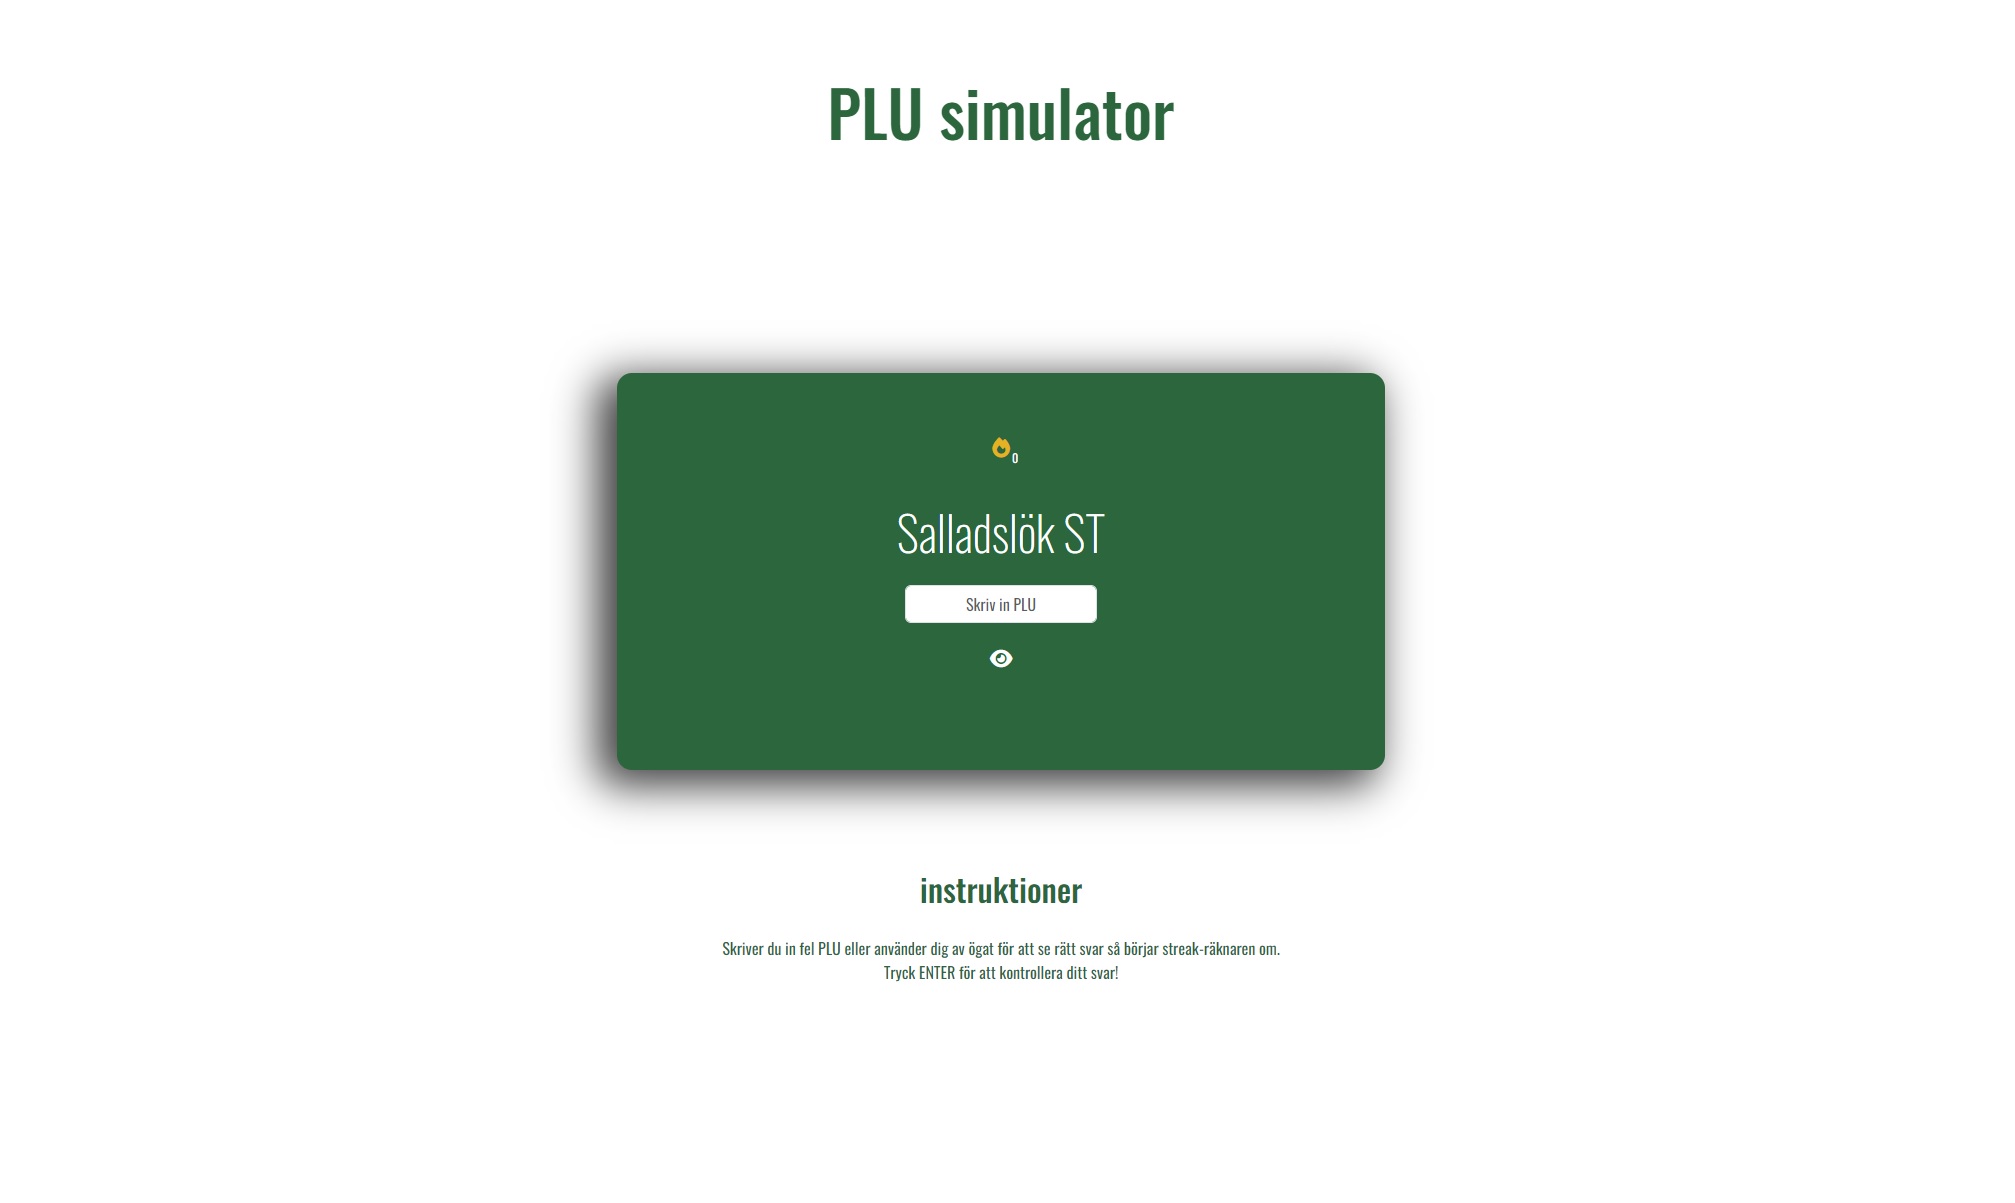 PLU simulator
0
Salladslök ST
Skriv in PLU
instruktioner
Skriver du in fel PLU eller använder dig av ögat för att se rätt svar så börjar streak-räknaren om.
Tryck ENTER för att kontrollera ditt svar!